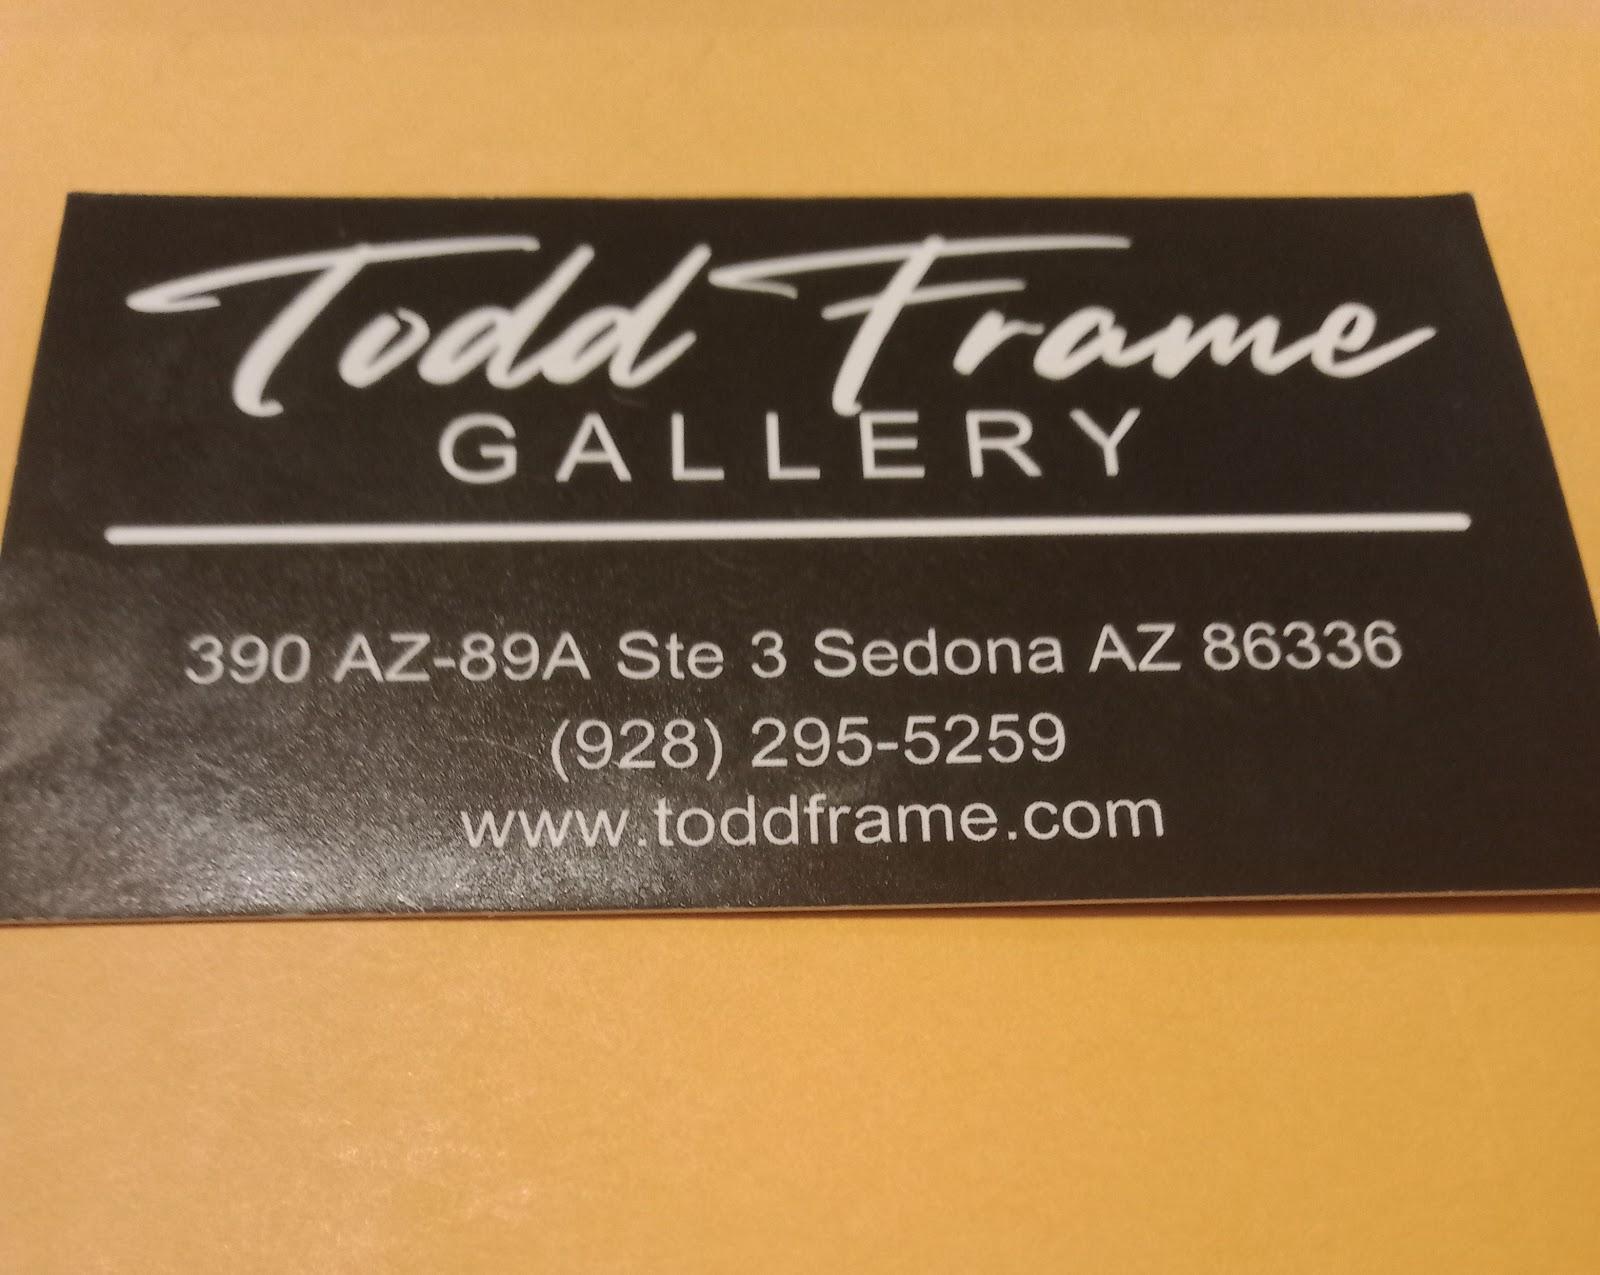 Todd Frame
GALLERY
390 AZ-89A Ste 3 Sedona AZ 86336
(928) 295-5259
www.toddframe.com